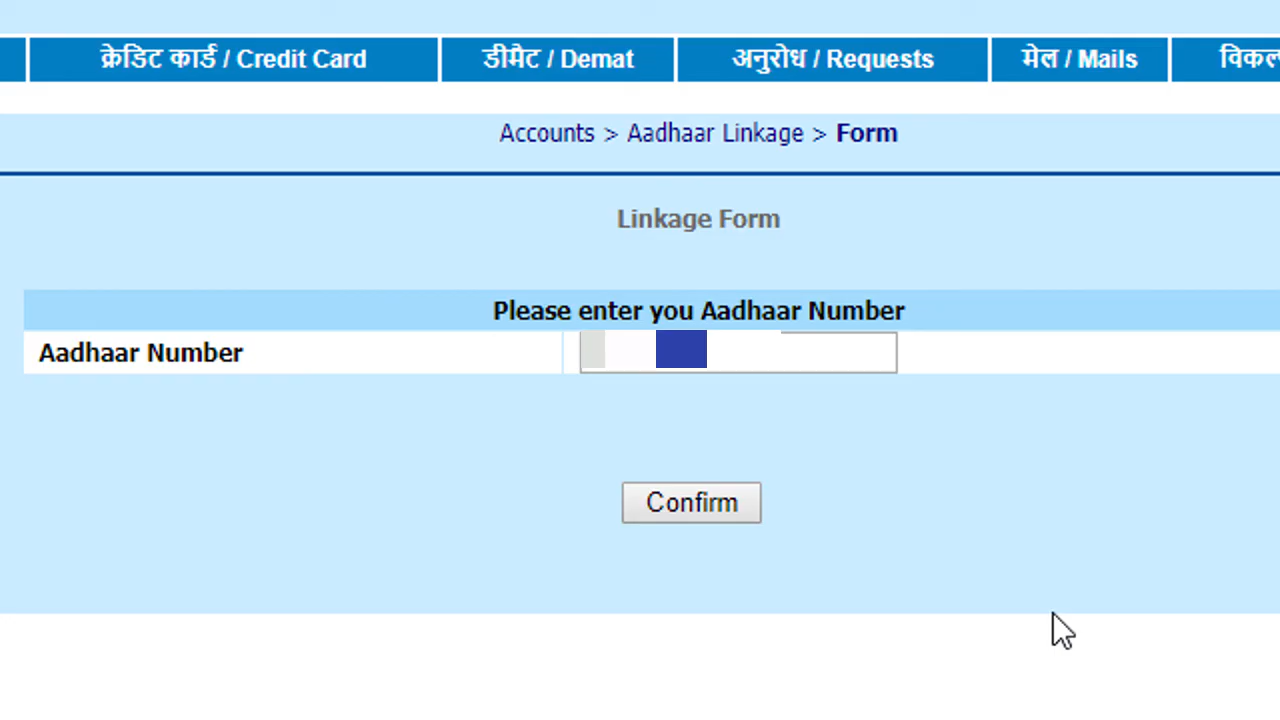 क्रेडिट कार्ड / Credit Card डीमैट / Demat अनुरोध / Requests मेल / Mails
Accounts > Aadhaar Linkage > Form
Linkage Form
Please enter you Aadhaar Number
Aadhaar Number
Confirm